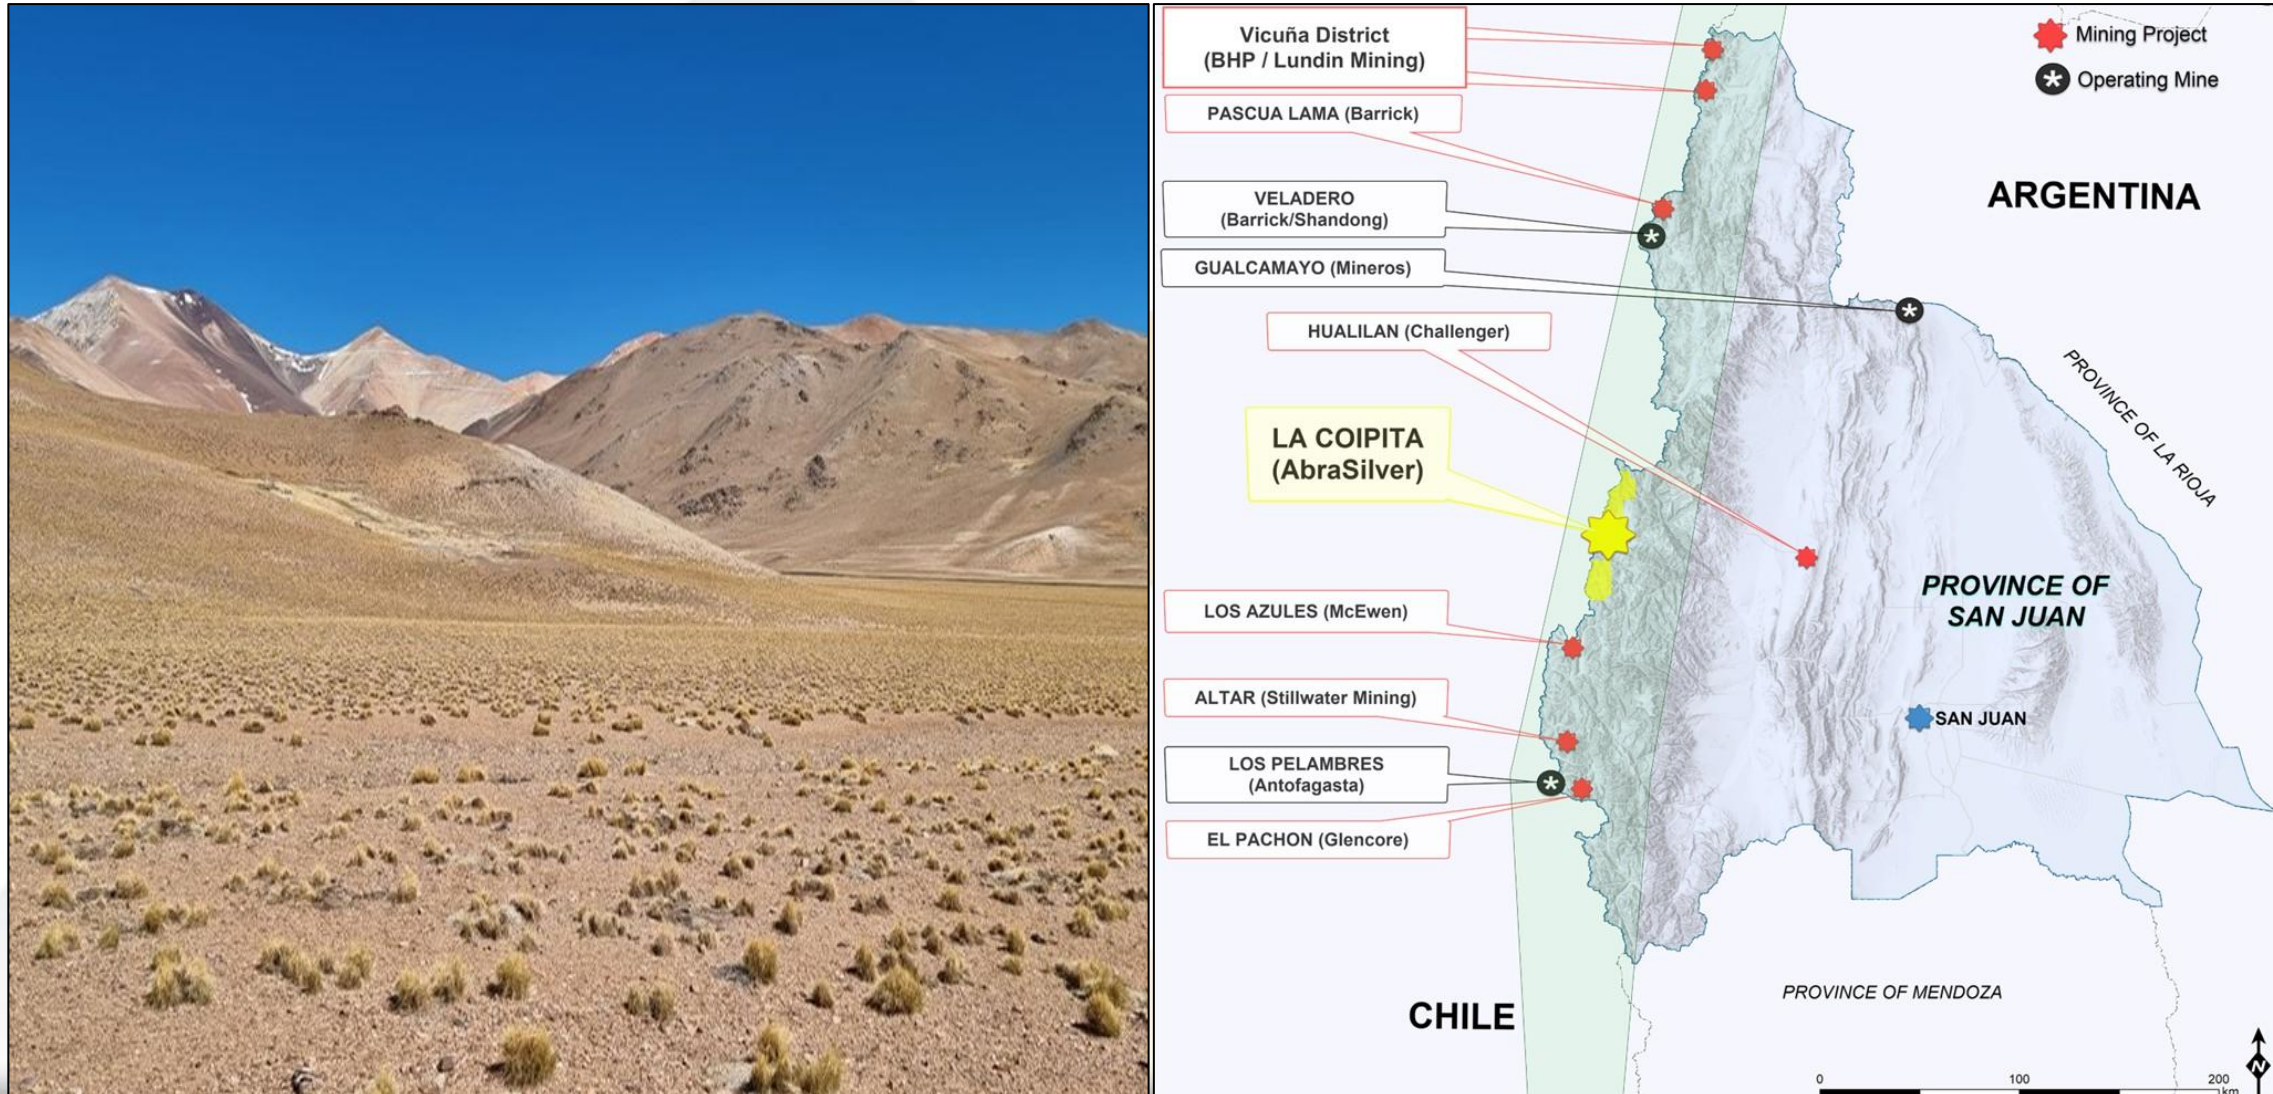 Vicuña District
(BHP / Lundin Mining)
PASCUA LAMA (Barrick)
VELADERO
(Barrick/Shandong)
GUALCAMAYO (Mineros)
HUALILAN (Challenger)
LA COIPITA
(AbraSilver)
LOS AZULES (McEwen)
ALTAR (Stillwater Mining)
LOS PELAMBRES
(Antofagasta)
EL PACHON (Glencore)
Mining Project
Operating Mine
ARGENTINA
PROVINCE OF LA RIOJA
PROVINCE OF
SAN JUAN
SAN JUAN
PROVINCE OF MENDOZA
CHILE
N
0 100 200
km